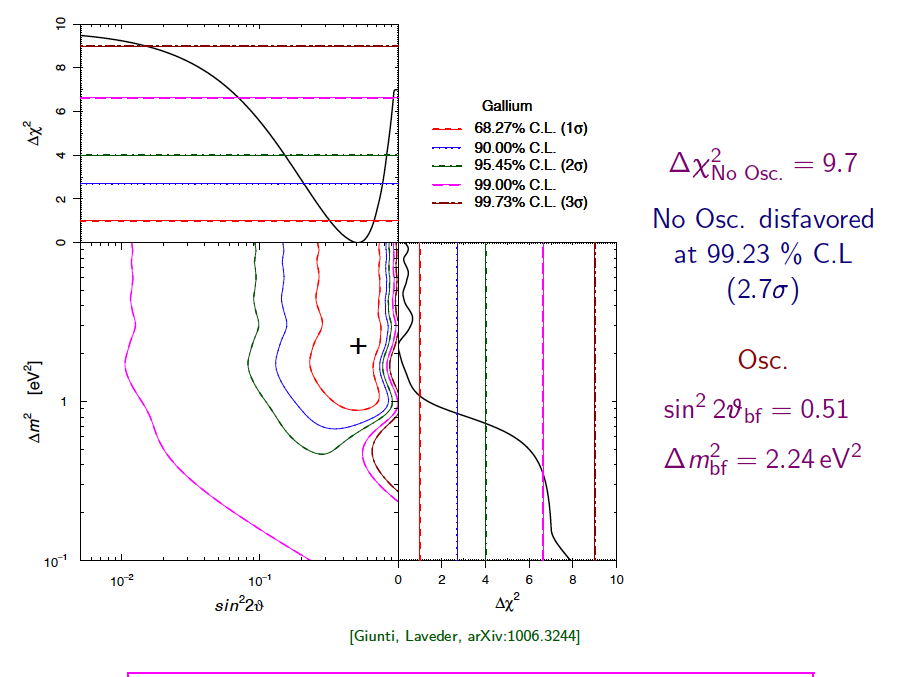 10
8
6
4
2
0
Δχ²
Gallium
68.27% C.L. (1σ)
90.00% C.L.
95.45% C.L. (2σ)
99.00% C.L.
99.73% C.L. (3σ)
Δχ²No Osc. = 9.7
No Osc. disfavored
at 99.23 % C.L
(2.7σ)
Osc.
sin² 2ϑbf = 0.51
Δm²bf = 2.24 eV²
Δm² [eV²]
1
10⁻¹
10⁻² 10⁻¹ 0 2 4 6 8 10
sin²2ϑ Δχ²
[Giunti, Laveder, arXiv:1006.3244]